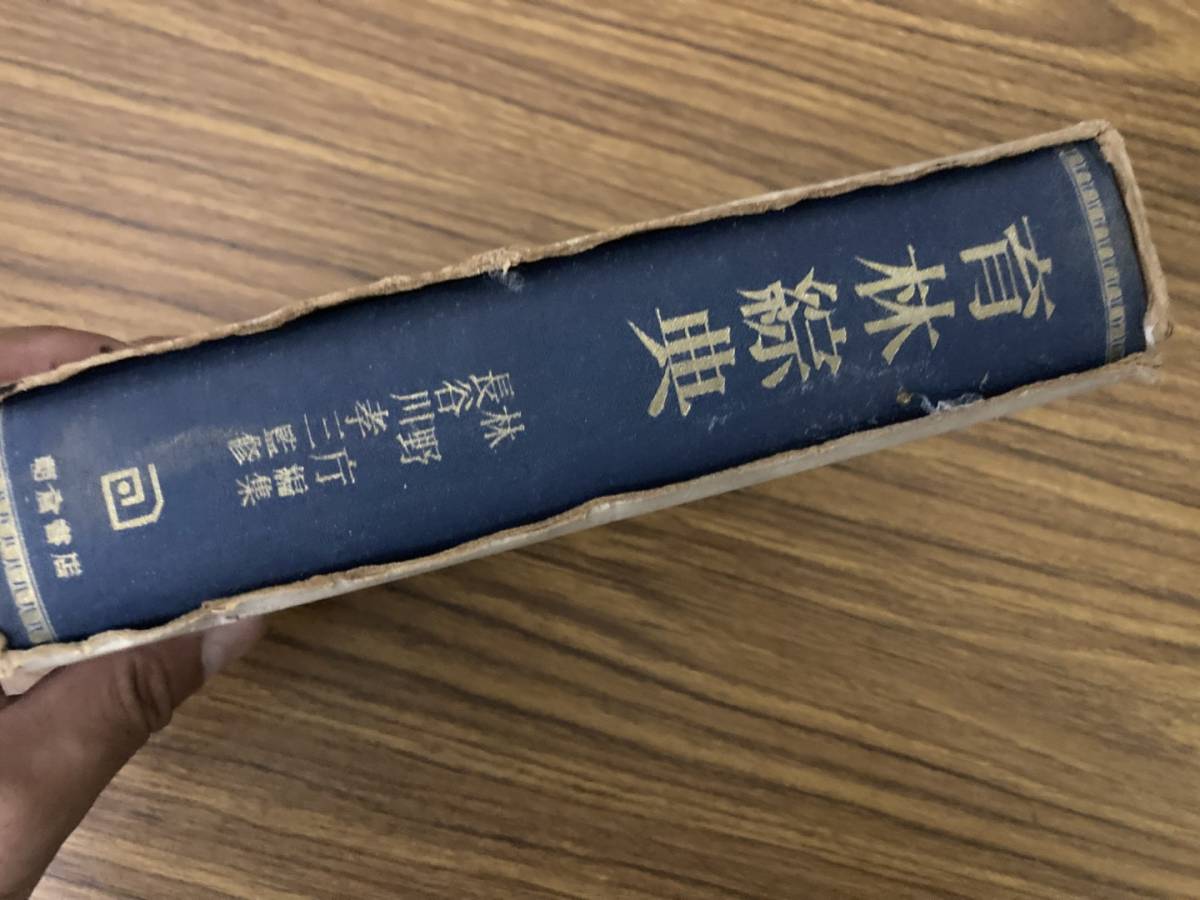 育林綜典
林野庁編集
長谷川孝三監修
朝倉書店